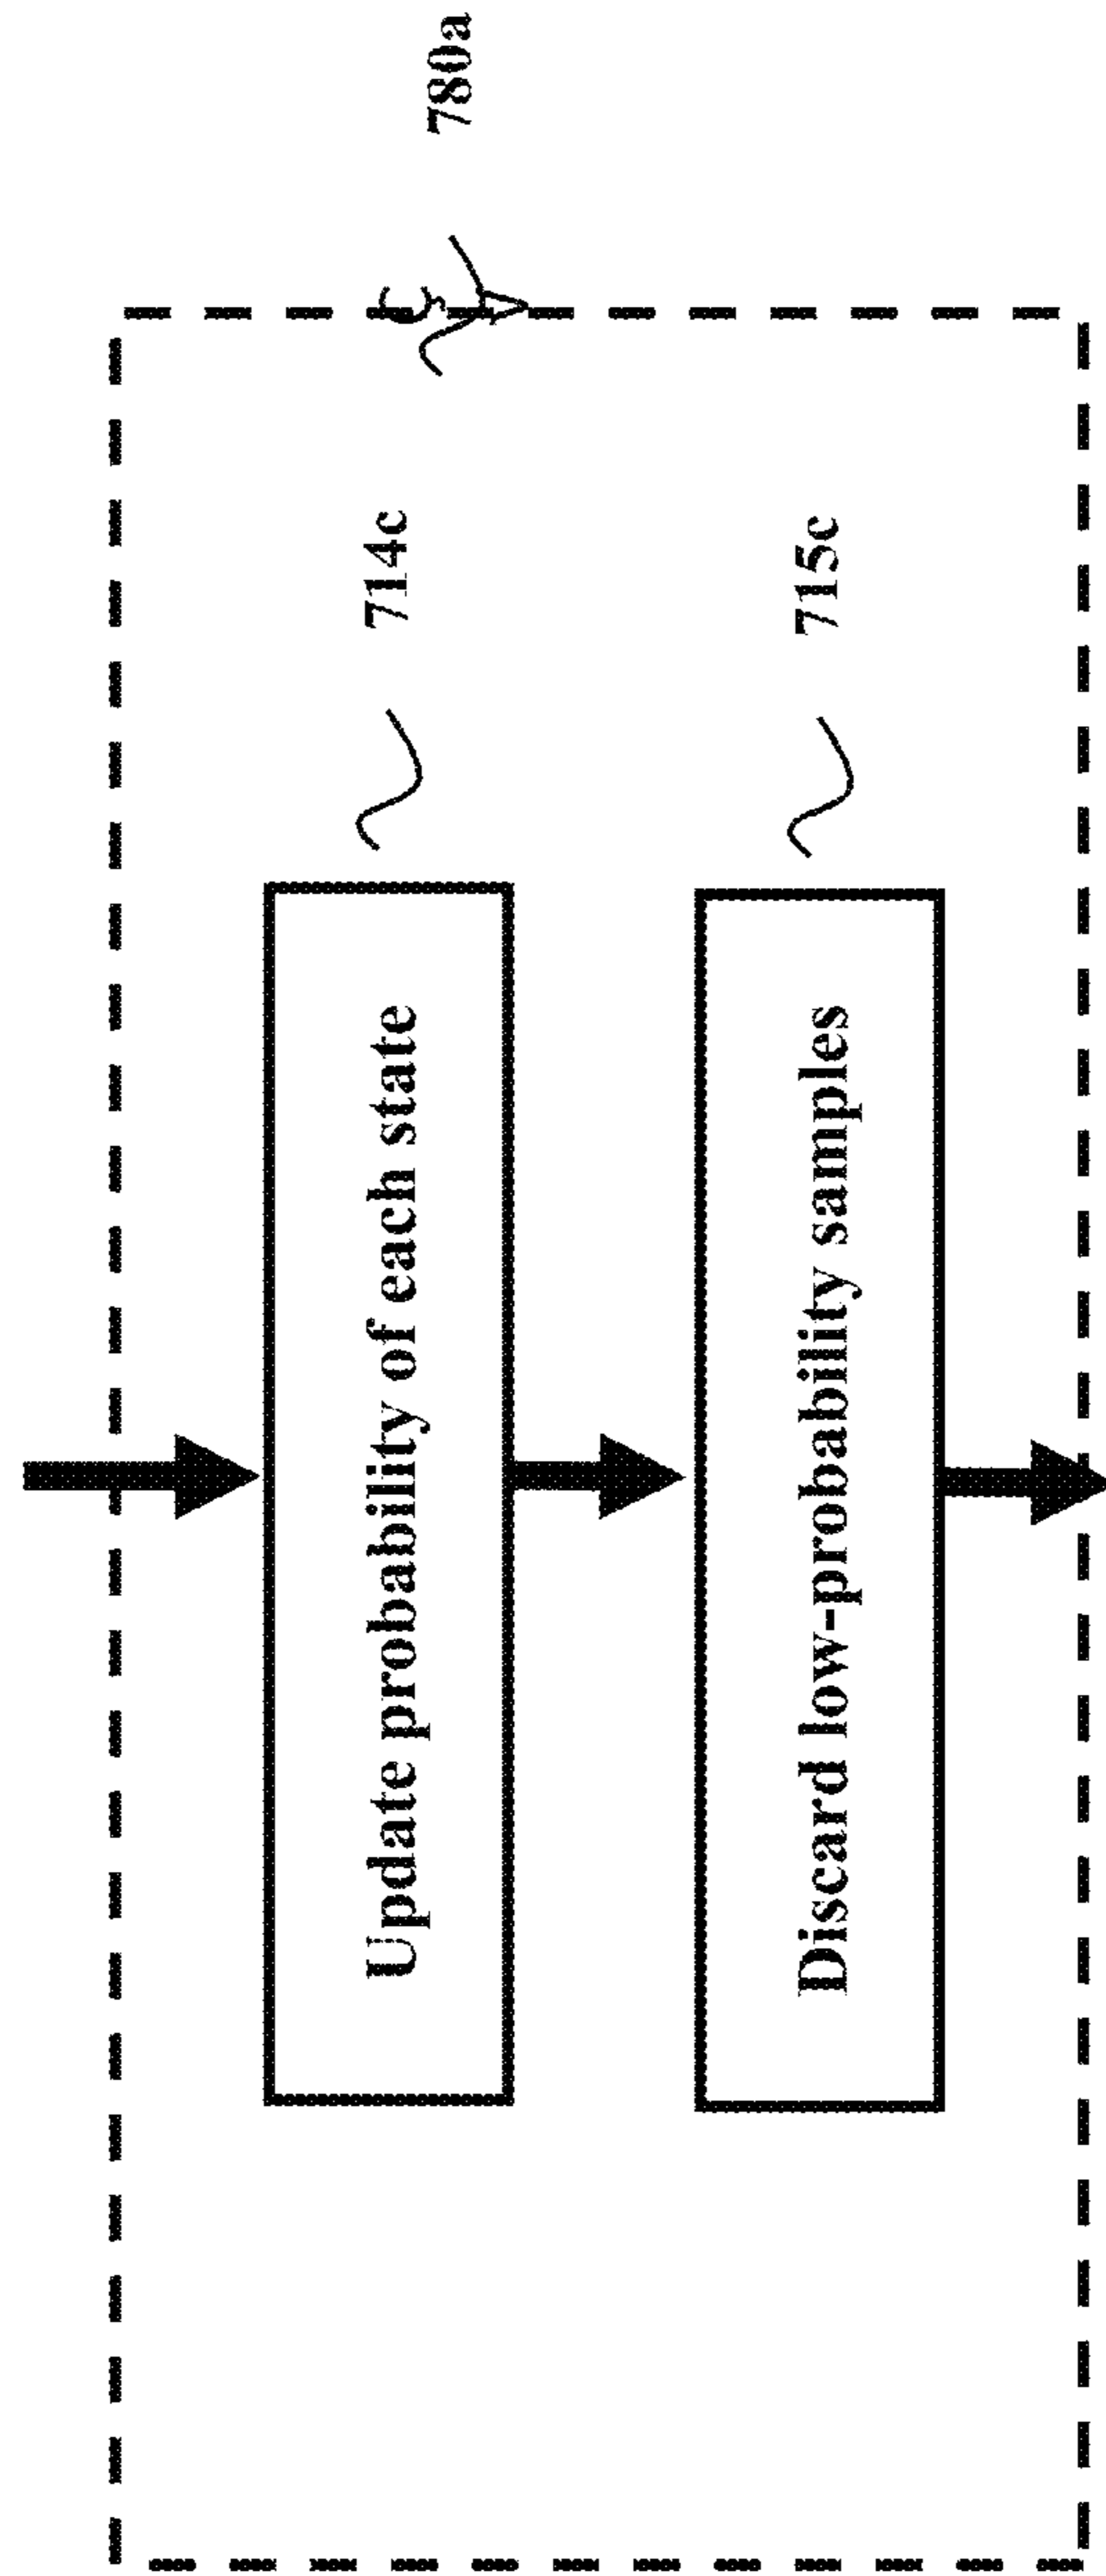 780a
Update probability of each state
714c
Discard low-probability samples
715c